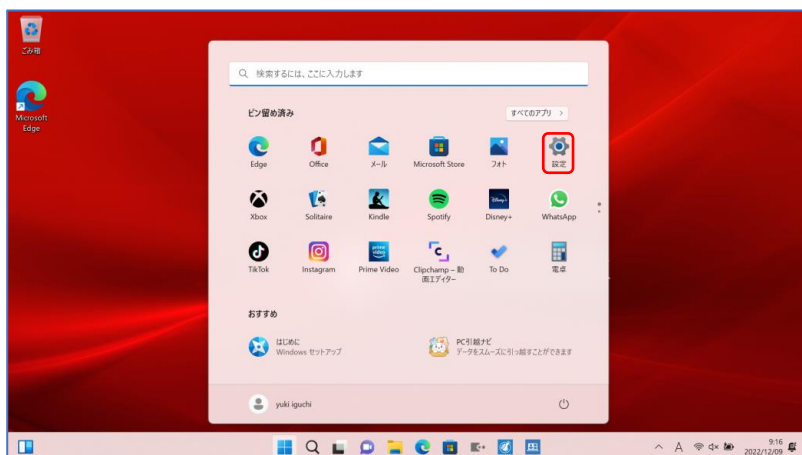 ごみ箱
Microsoft
Edge
検索するには、ここに入力します
ピン留め済み
すべてのアプリ >
Edge
Office
メール
Microsoft Store
フォト
設定
Xbox
Solitaire
Kindle
Spotify
Disney+
WhatsApp
TikTok
Instagram
prime video
Prime Video
Clipchamp – 動
画エディター
To Do
電卓
おすすめ
はじめに
Windows セットアップ
PC引越ナビ
データをスムーズに引っ越すことができます
yuki iguchi
A
9:16
2022/12/09